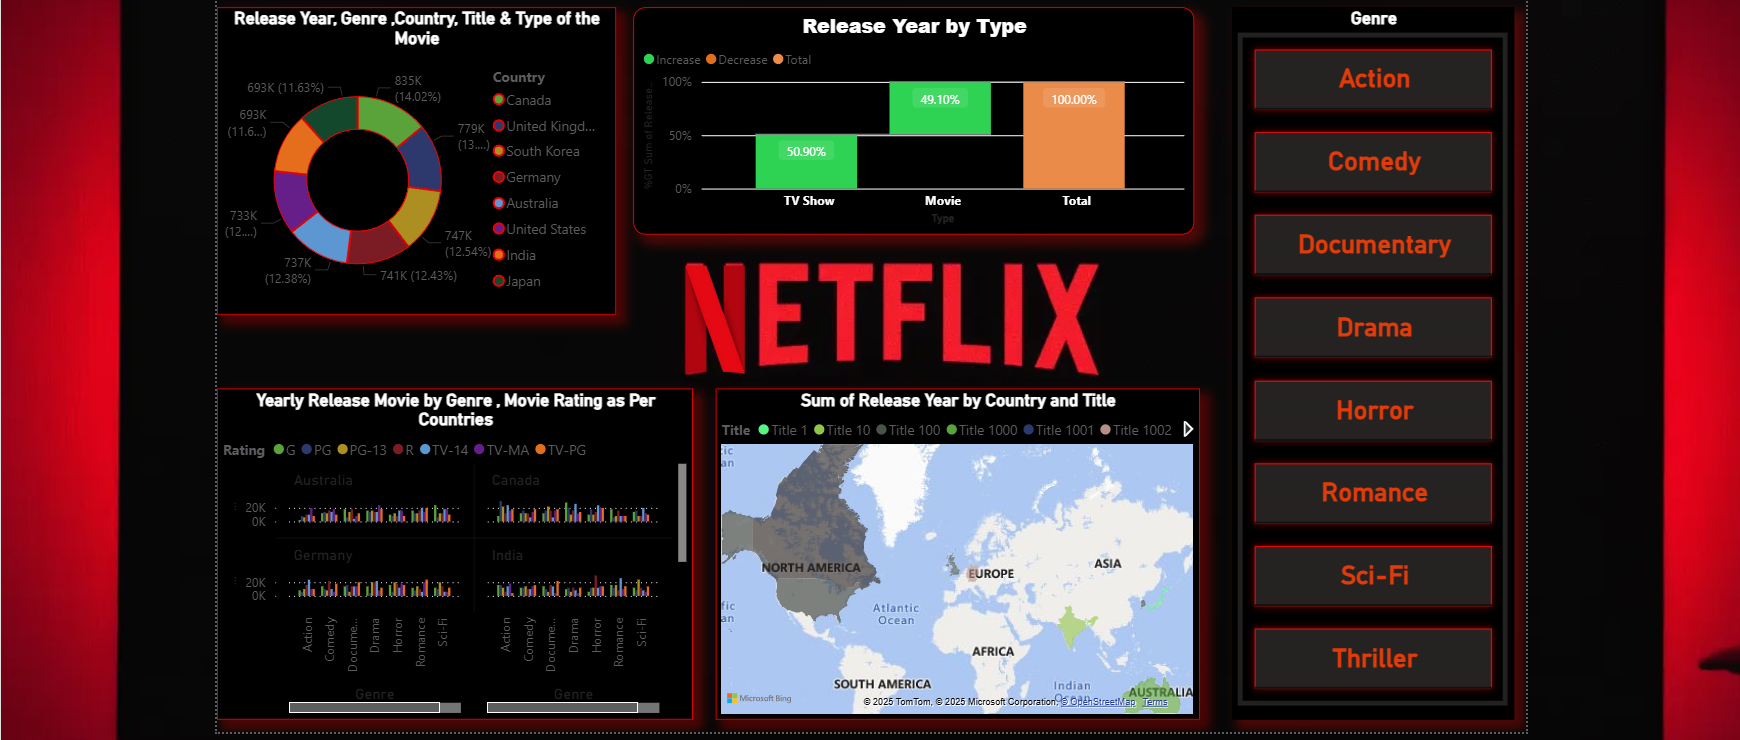 Release Year, Genre ,Country, Title & Type of the
Movie
693K (11.63%)
835K
(14.02%)
693K
(11.6...)
779K
(13....)
733K
(12....)
747K
(12.54%)
737K
(12.38%)
741K (12.43%)
Country
Canada
United Kingd...
South Korea
Germany
Australia
United States
India
Japan
Release Year by Type
Increase Decrease Total
%GT Sum of Release...
100%
50%
0%
50.90%
49.10%
100.00%
TV Show Movie Total
Type
NETFLIX
Yearly Release Movie by Genre , Movie Rating as Per
Countries
Rating G PG PG-13 R TV-14 TV-MA TV-PG
Australia Canada
20K
0K
Germany India
20K
0K
Action Comedy Docume... Drama Horror Romance Sci-Fi
Action Comedy Docume... Drama Horror Romance Sci-Fi
Genre Genre
Sum of Release Year by Country and Title
Title Title 1 Title 10 Title 100 Title 1000 Title 1001 Title 1002
ic
an
NORTH AMERICA
EUROPE
ASIA
fic
an
Atlantic
Ocean
AFRICA
SOUTH AMERICA
Indian
Ocean
AUSTRALIA
Microsoft Bing
© 2025 TomTom, © 2025 Microsoft Corporation, © OpenStreetMap Terms
Genre
Action
Comedy
Documentary
Drama
Horror
Romance
Sci-Fi
Thriller